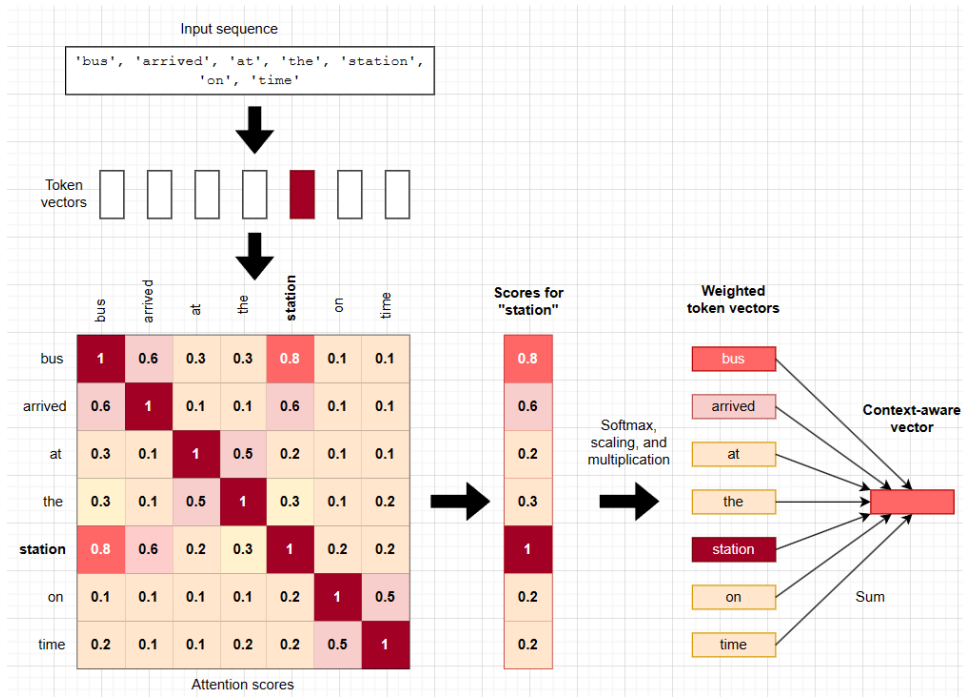 Input sequence
'bus', 'arrived', 'at', 'the', 'station',
'on', 'time'
Token
vectors
bus arrived at the station on time
bus 1 0.6 0.3 0.3 0.8 0.1 0.1
arrived 0.6 1 0.1 0.1 0.6 0.1 0.1
at 0.3 0.1 1 0.5 0.2 0.1 0.1
the 0.3 0.1 0.5 1 0.3 0.1 0.2
station 0.8 0.6 0.2 0.3 1 0.2 0.2
on 0.1 0.1 0.1 0.1 0.2 1 0.5
time 0.2 0.1 0.1 0.2 0.2 0.5 1
Attention scores
Scores for
"station"
0.8
0.6
0.2
0.3
1
0.2
0.2
Softmax,
scaling, and
multiplication
Weighted
token vectors
bus
arrived
at
the
station
on
time
Context-aware
vector
Sum